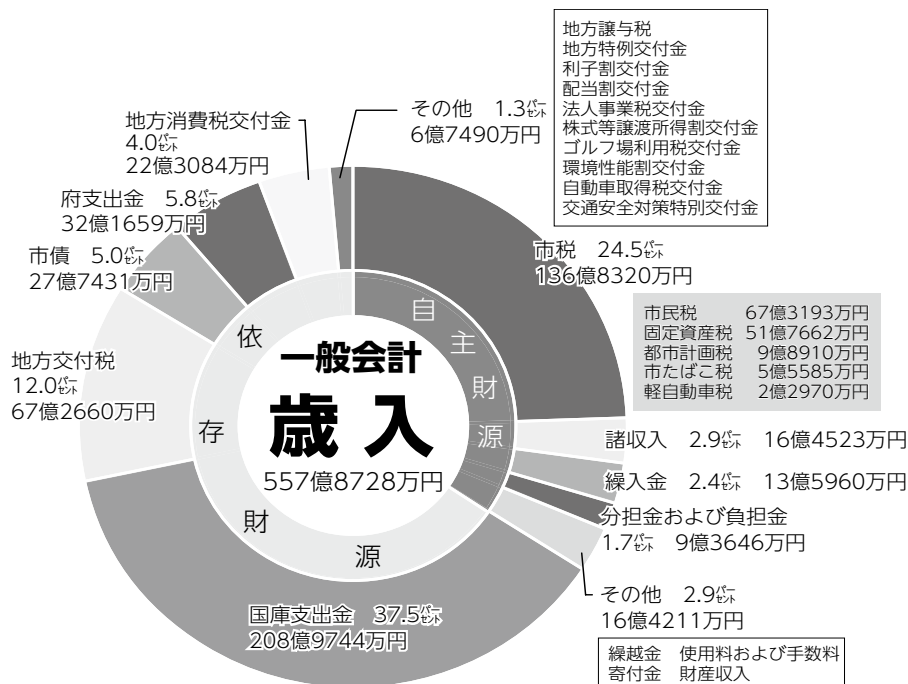 一般会計
歳入
557億8728万円
自主財源
依存財源
市税 24.5㌫
136億8320万円
市民税 67億3193万円
固定資産税 51億7662万円
都市計画税 9億8910万円
市たばこ税 5億5585万円
軽自動車税 2億2970万円
諸収入 2.9㌫ 16億4523万円
繰入金 2.4㌫ 13億5960万円
分担金および負担金
1.7㌫ 9億3646万円
その他 2.9㌫
16億4211万円
繰越金 使用料および手数料
寄付金 財産収入
国庫支出金 37.5㌫
208億9744万円
地方交付税
12.0㌫
67億2660万円
市債 5.0㌫
27億7431万円
府支出金 5.8㌫
32億1659万円
地方消費税交付金
4.0㌫
22億3084万円
その他 1.3㌫
6億7490万円
地方譲与税
地方特例交付金
利子割交付金
配当割交付金
法人事業税交付金
株式等譲渡所得割交付金
ゴルフ場利用税交付金
環境性能割交付金
自動車取得税交付金
交通安全対策特別交付金